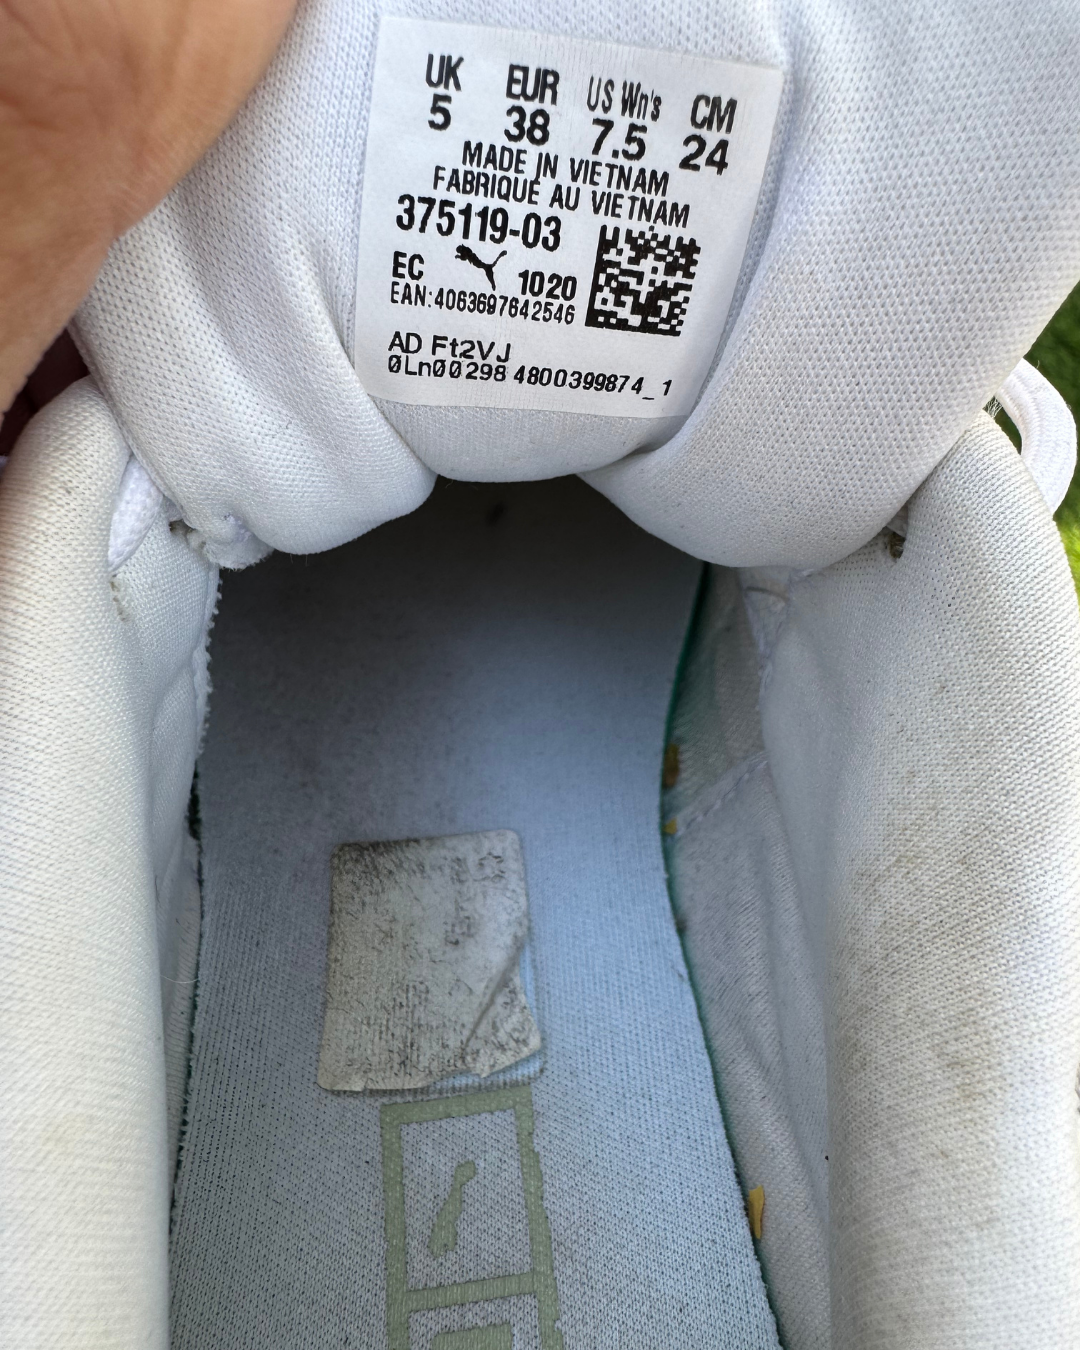 UK EUR US Wn's CM
5 38 7.5 24
MADE IN VIETNAM
FABRIQUÉ AU VIETNAM
375119-03
EC 1020
EAN:4063697642546
AD Ft2VJ
0Ln00298 4800399874_1